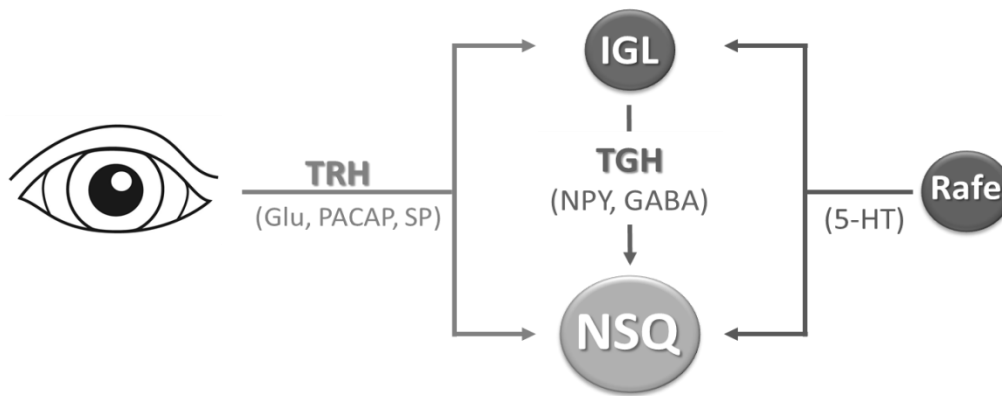 IGL
TRH
(Glu, PACAP, SP)
TGH
(NPY, GABA)
Rafe
(5-HT)
NSQ